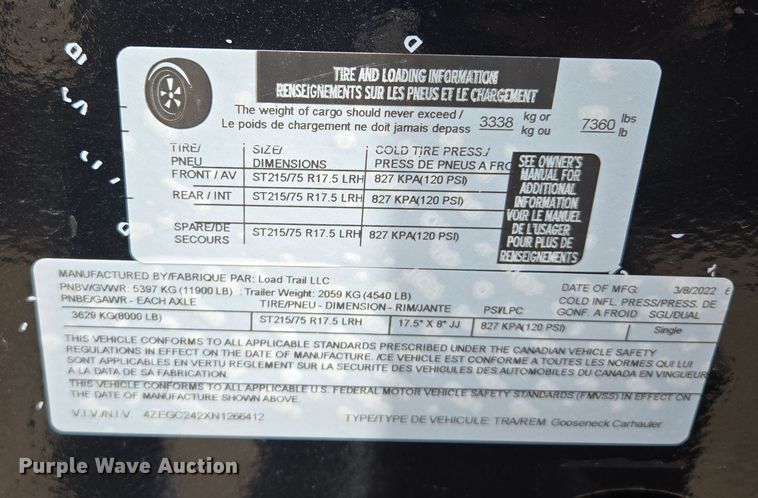 TIRE AND LOADING INFORMATION
RENSEIGNEMENTS SUR LES PNEUS ET LE CHARGEMENT
The weight of cargo should never exceed / 3338 kg or 7360 lbs
Le poids de chargement ne doit jamais depass kg ou lb
TIRE/ SIZE/ COLD TIRE PRESS./
PNEU DIMENSIONS PRESS DE PNEUS A FROID
FRONT / AV ST215/75 R17.5 LRH 827 KPA(120 PSI)
REAR / INT ST215/75 R17.5 LRH 827 KPA(120 PSI)
SPARE/DE
SECOURS ST215/75 R17.5 LRH 827 KPA(120 PSI)
SEE OWNER'S
MANUAL FOR
ADDITIONAL
INFORMATION
VOIR LE MANUEL
DE L'USAGER
POUR PLUS DE
RENSEIGNEMENTS
MANUFACTURED BY/FABRIQUE PAR: Load Trail LLC DATE OF MFG: 3/8/2022
PNBV/GVWR: 5397 KG (11900 LB) : Trailer Weight: 2059 KG (4540 LB) COLD INFL. PRESS/PRESS. DE
PNBE/GAWR - EACH AXLE TIRE/PNEU - DIMENSION - RIM/JANTE PSI/LPC GONF. A FROID SGL/DUAL
3629 KG(8000 LB) ST215/75 R17.5 LRH 17.5" X 8" JJ 827 KPA(120 PSI) Single
THIS VEHICLE CONFORMS TO ALL APPLICABLE STANDARDS PRESCRIBED UNDER THE CANADIAN VEHICLE SAFETY
REGULATIONS IN EFFECT ON THE DATE OF MANUFACTURE. /CE VEHICLE EST CONFORME A TOUTES LES NORMES QUI LUI
SONT APPLICABLES EN VERTU REGLEMENT SUR LA SECURITE DES VEHICULES DES AUTOMOBILES DU CANADA EN VINGUEUR
A LA DATA DE SA FABRICATION.
THIS VEHICLE CONFORMS TO ALL APPLICABLE U.S. FEDERAL MOTOR VEHICLE SAFETY STANDARDS (FMVSS) IN EFFECT ON
THE DATE OF MANUFACTURE SHOWN ABOVE.
V.I.V./N.I.V. 4ZEGC242XN1266412 TYPE/TYPE DE VEHICULE: TRA/REM Gooseneck Carhauler
Purple Wave Auction